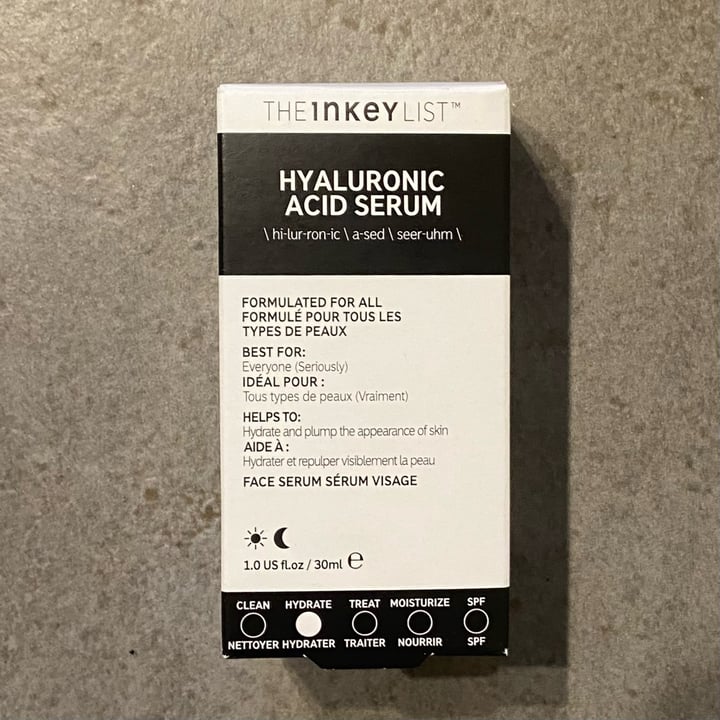 THE INKEY LIST™
HYALURONIC
ACID SERUM
\ hi-lur-ron-ic \ a-sed \ seer-uhm \
FORMULATED FOR ALL
FORMULÉ POUR TOUS LES
TYPES DE PEAUX
BEST FOR:
Everyone (Seriously)
IDÉAL POUR :
Tous types de peaux (Vraiment)
HELPS TO:
Hydrate and plump the appearance of skin
AIDE À :
Hydrater et repulper visiblement la peau
FACE SERUM SÉRUM VISAGE
1.0 US fl.oz / 30ml ℮
CLEAN HYDRATE TREAT MOISTURIZE SPF
NETTOYER HYDRATER TRAITER NOURRIR SPF